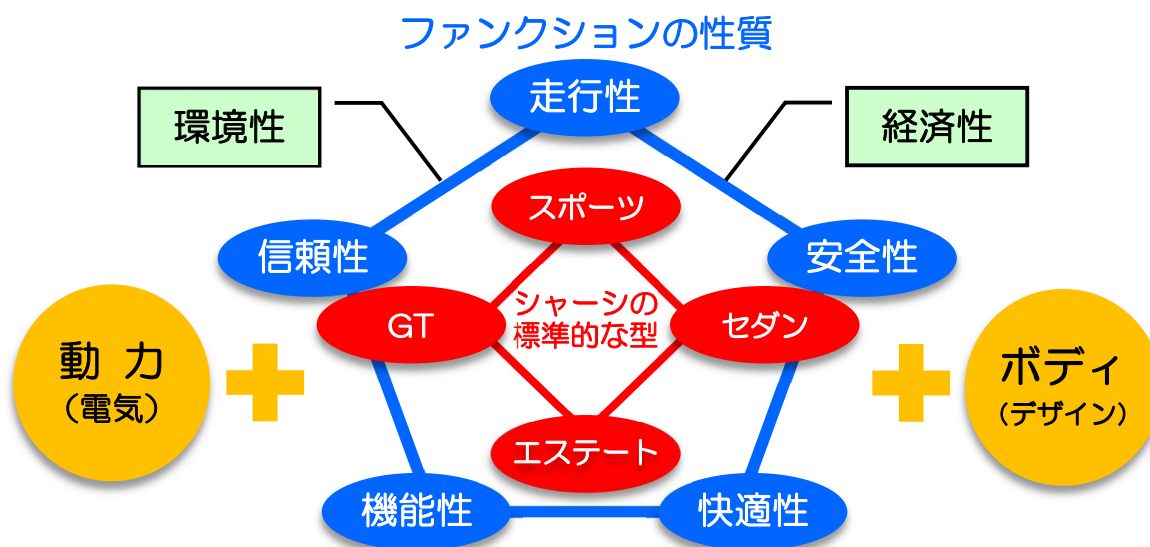 ファンクションの性質
走行性
環境性
経済性
スポーツ
信頼性
安全性
シャーシの
標準的な型
GT
セダン
動 力
（電気）
ボディ
（デザイン）
エステート
機能性
快適性